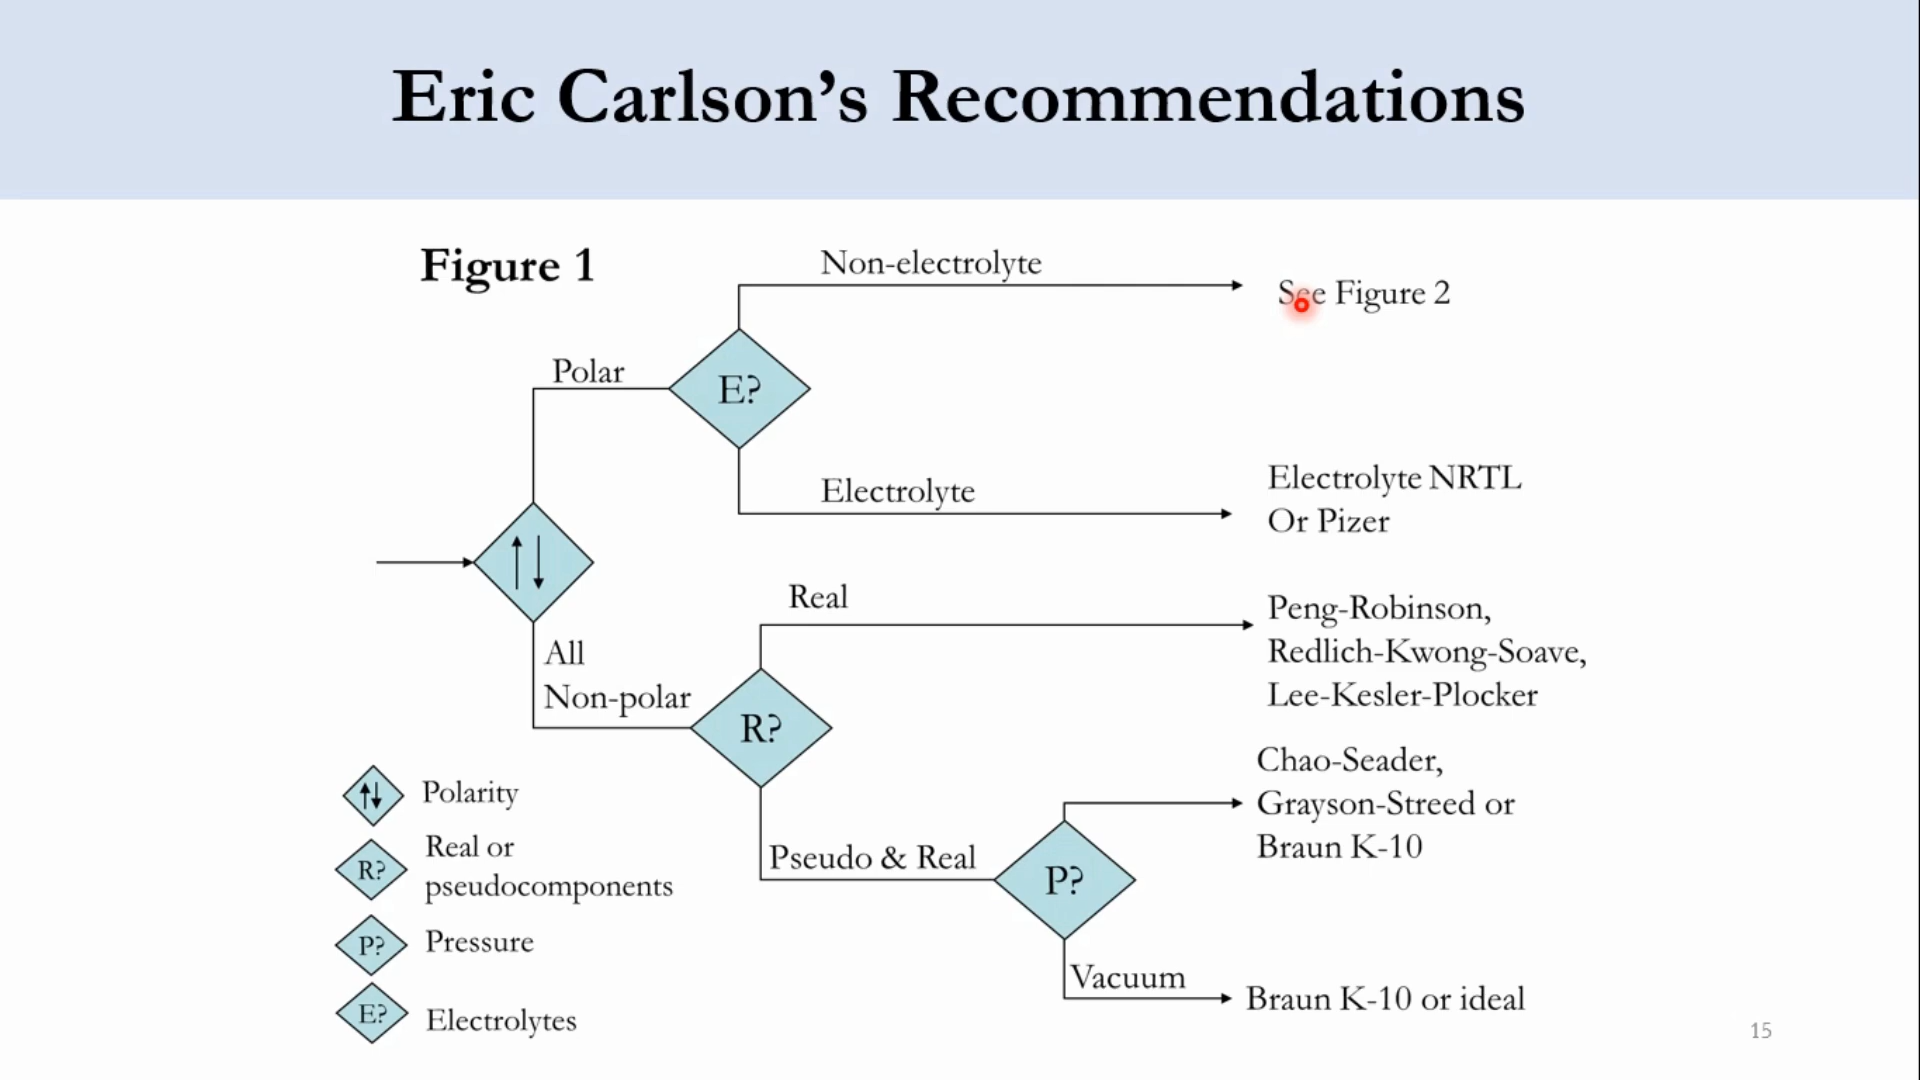 Eric Carlson's Recommendations
Figure 1
Non-electrolyte
See Figure 2
Polar
E?
Electrolyte
Electrolyte NRTL
Or Pizer
Real
Peng-Robinson,
Redlich-Kwong-Soave,
Lee-Kesler-Plocker
All
Non-polar
R?
Chao-Seader,
Grayson-Streed or
Braun K-10
Pseudo & Real
P?
Vacuum
Braun K-10 or ideal
Polarity
R?
Real or
pseudocomponents
P?
Pressure
E?
Electrolytes
15